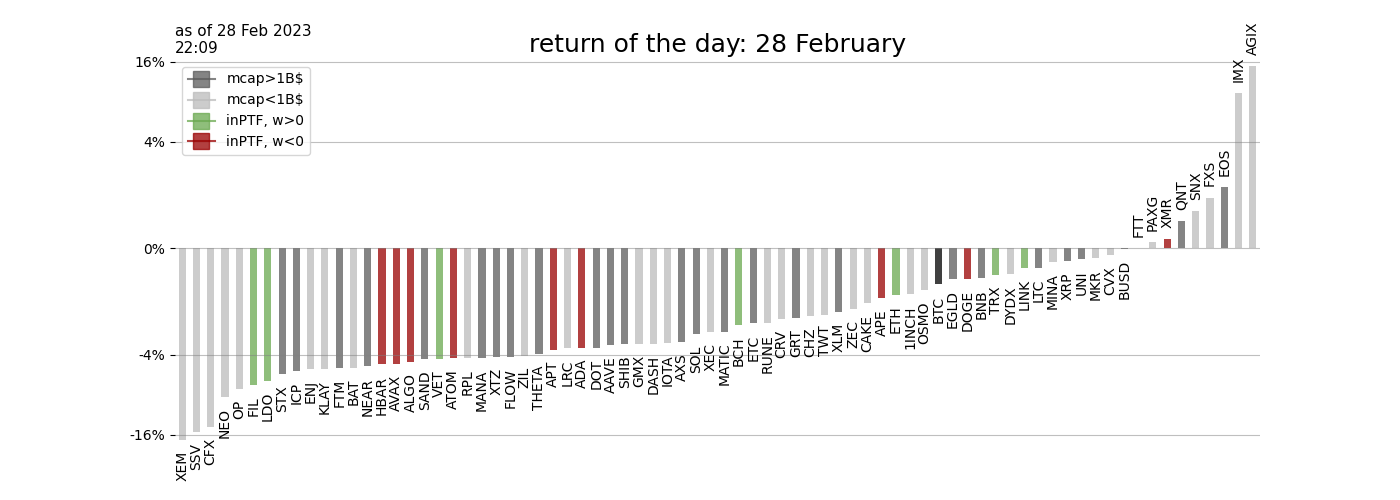 as of 28 Feb 2023
22:09
return of the day: 28 February
16%
4%
0%
-4%
-16%
mcap>1B$
mcap<1B$
inPTF, w>0
inPTF, w<0
XEM
SSV
CFX
NEO
OP
FIL
LDO
STX
ICP
ENJ
KLAY
FTM
BAT
NEAR
HBAR
AVAX
ALGO
SAND
VET
ATOM
RPL
MANA
XTZ
FLOW
ZIL
THETA
APT
LRC
ADA
DOT
AAVE
SHIB
GMX
DASH
IOTA
AXS
SOL
XEC
MATIC
BCH
ETC
RUNE
CRV
GRT
CHZ
TWT
XLM
ZEC
CAKE
APE
ETH
1INCH
OSMO
BTC
EGLD
DOGE
BNB
TRX
DYDX
LINK
LTC
MINA
XRP
UNI
MKR
CVX
BUSD
FTT
PAXG
XMR
QNT
SNX
FXS
EOS
IMX
AGIX